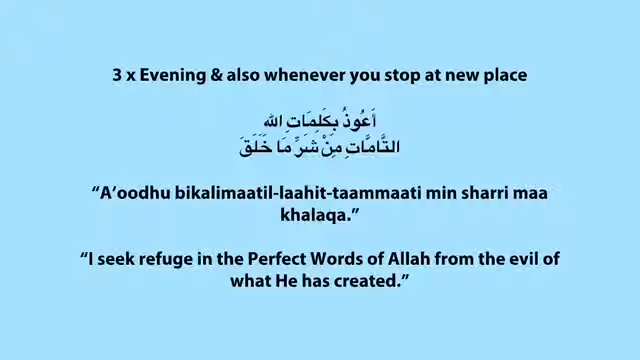 3 x Evening & also whenever you stop at new place
أَعُوذُ بِكَلِمَاتِ اللهِ
التَّامَّاتِ مِنْ شَرِّ مَا خَلَقَ
“A’oodhu bikalimaatil-laahit-taammaati min sharri maa
khalaqa.”
“I seek refuge in the Perfect Words of Allah from the evil of
what He has created.”